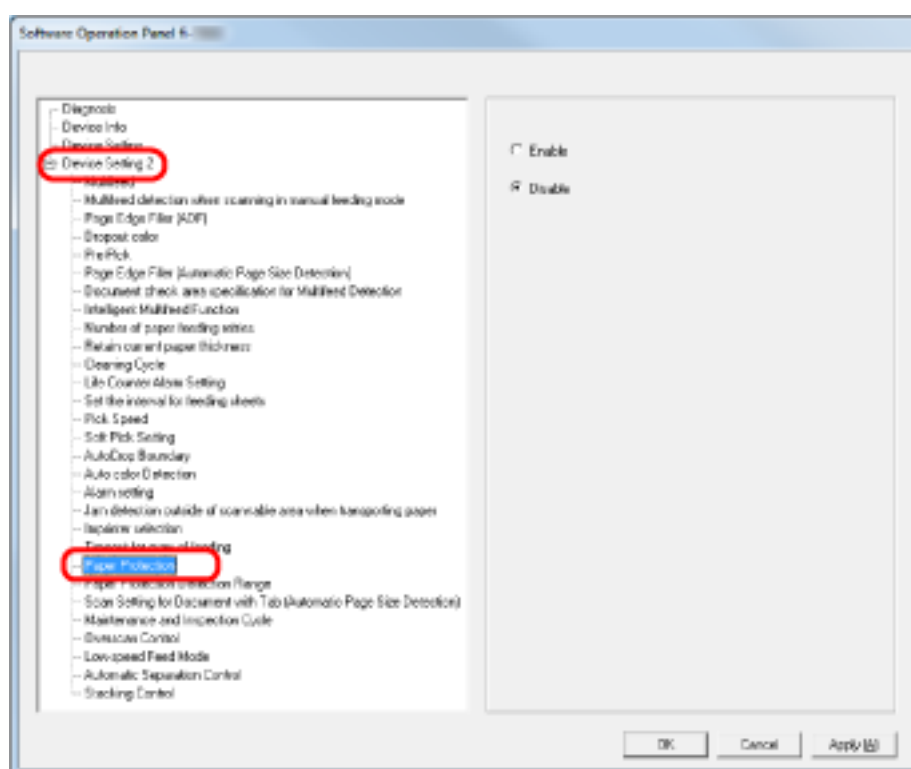 Software Operation Panel fi-
Diagnosis
Device Info
Device Setting
Device Setting 2
Multifeed
Multifeed detection when scanning in manual feeding mode
Page Edge Filler (ADF)
Dropout color
Pre-Pick
Page Edge Filler (Automatic Page Size Detection)
Document check area specification for Multifeed Detection
Intelligent Multifeed Function
Number of paper feeding retries
Retain current paper thickness
Cleaning Cycle
Life Counter Alarm Setting
Set the interval for feeding sheets
Pick Speed
Soft Pick Setting
AutoCrop Boundary
Auto color Detection
Alarm setting
Jam detection outside of scannable area when transporting paper
Imprinter selection
Timeout for manual feeding
Paper Protection
Paper Protection Detection Range
Scan Setting for Document with Tab (Automatic Page Size Detection)
Maintenance and Inspection Cycle
Overscan Control
Low-speed Feed Mode
Automatic Separation Control
Stacking Control
Enable
Disable
OK
Cancel
Apply (A)